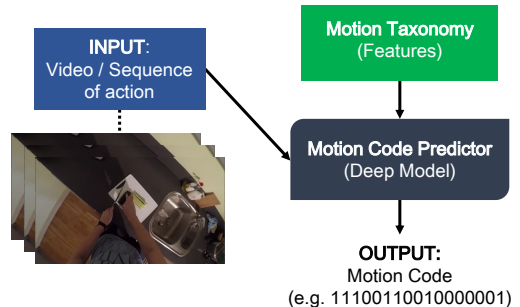 INPUT:
Video / Sequence
of action
Motion Taxonomy
(Features)
Motion Code Predictor
(Deep Model)
OUTPUT:
Motion Code
(e.g. 11100110010000001)